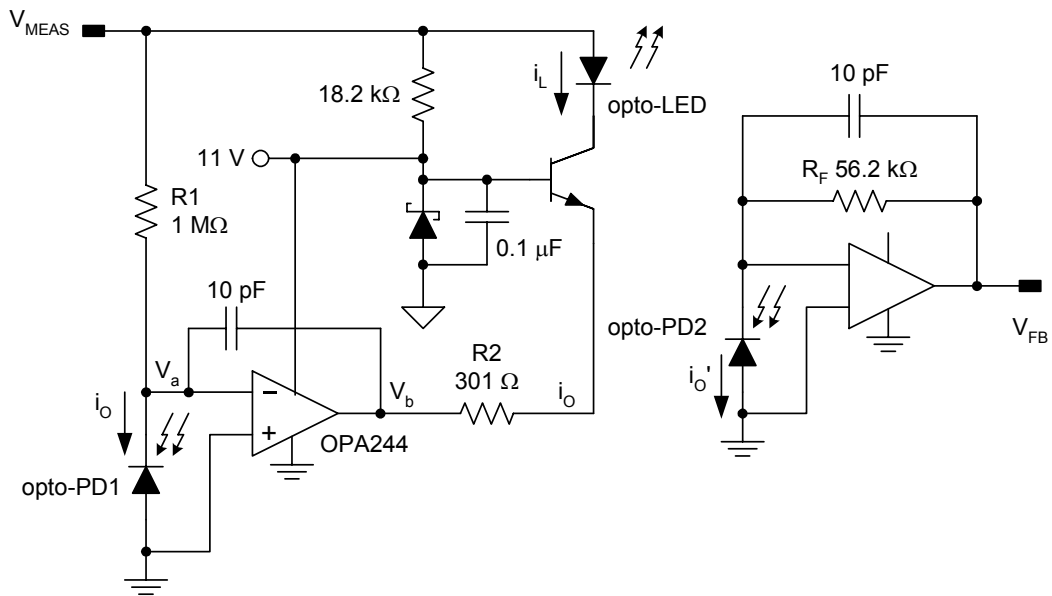 V_MEAS
18.2 kΩ
i_L
opto-LED
11 V
R1
1 MΩ
0.1 μF
10 pF
V_a
i_O
−
+
OPA244
opto-PD1
V_b
R2
301 Ω
i_O
10 pF
R_F 56.2 kΩ
opto-PD2
i_O'
V_FB